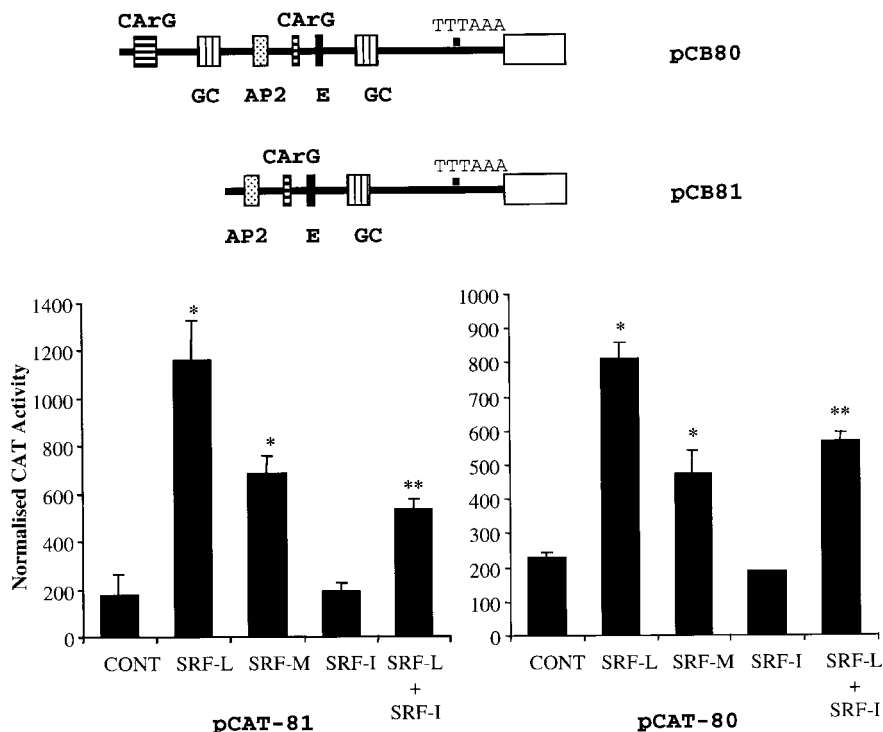 CArG CArG TTTAAA
pCB80
GC AP2 E GC
CArG TTTAAA
pCB81
AP2 E GC
Normalised CAT Activity
1400
1200
1000
800
600
400
200
0
* * **
CONT SRF-L SRF-M SRF-I SRF-L
+
SRF-I
pCAT-81
1000
900
800
700
600
500
400
300
200
100
0
* * **
CONT SRF-L SRF-M SRF-I SRF-L
+
SRF-I
pCAT-80